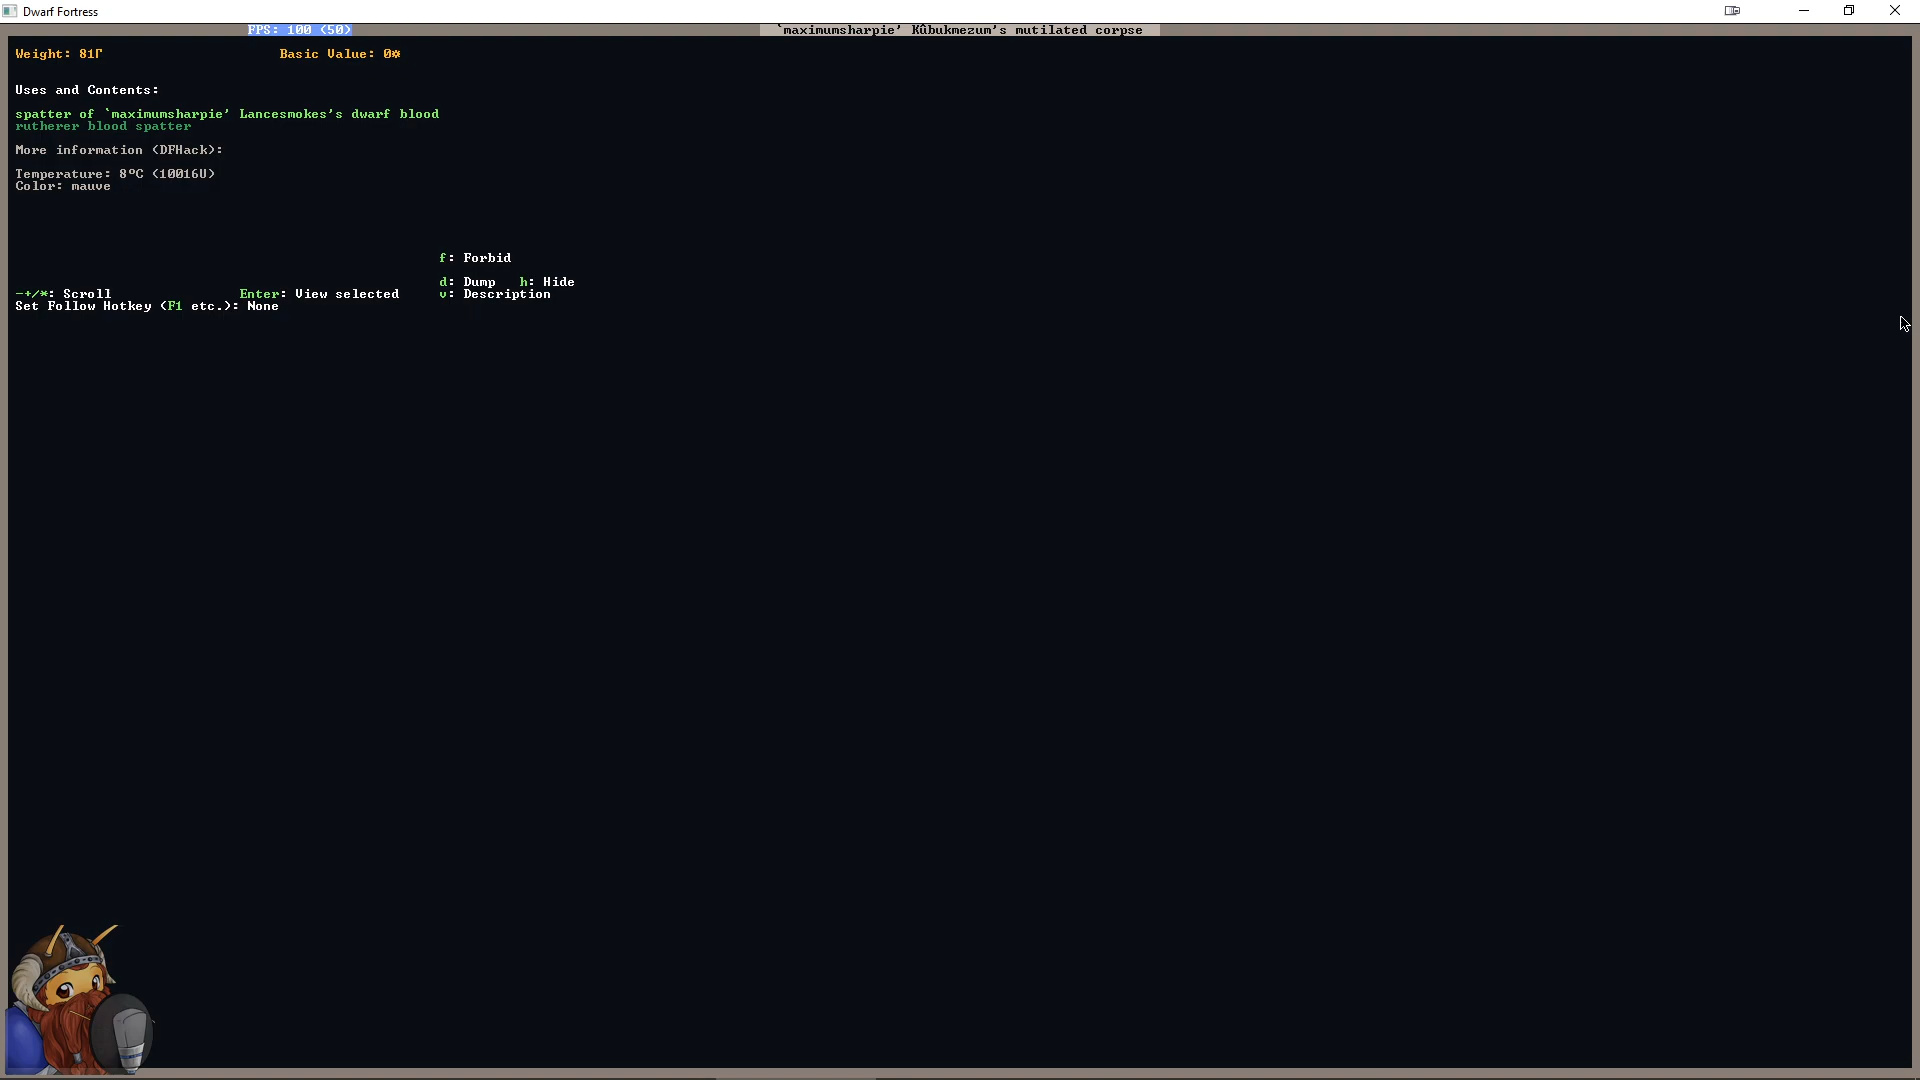 Dwarf Fortress
FPS: 100 (50)
`maximumsharpie' Kûbukmezum's mutilated corpse
Weight: 81Γ
Basic Value: 0☼
Uses and Contents:
spatter of `maximumsharpie' Lancesmokes's dwarf blood
rutherer blood spatter
More information (DFHack):
Temperature: 8°C (10016U)
Color: mauve
f: Forbid
d: Dump h: Hide
-+/*: Scroll Enter: View selected v: Description
Set Follow Hotkey (F1 etc.): None